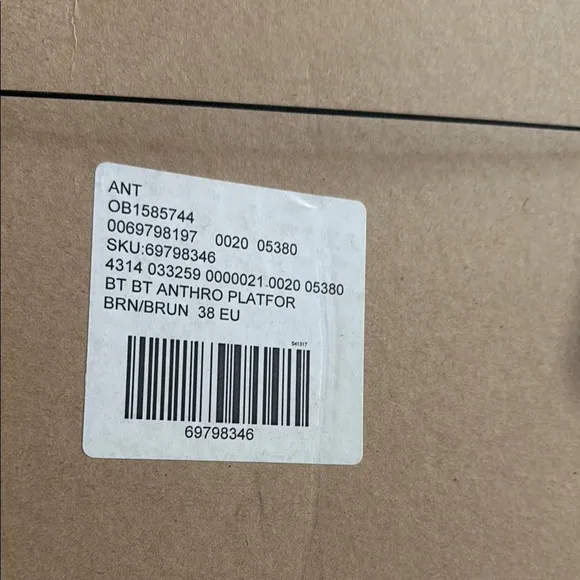 ANT
OB1585744
0069798197 0020 05380
SKU:69798346
4314 033259 0000021.0020 05380
BT BT ANTHRO PLATFOR
BRN/BRUN 38 EU
541317
69798346